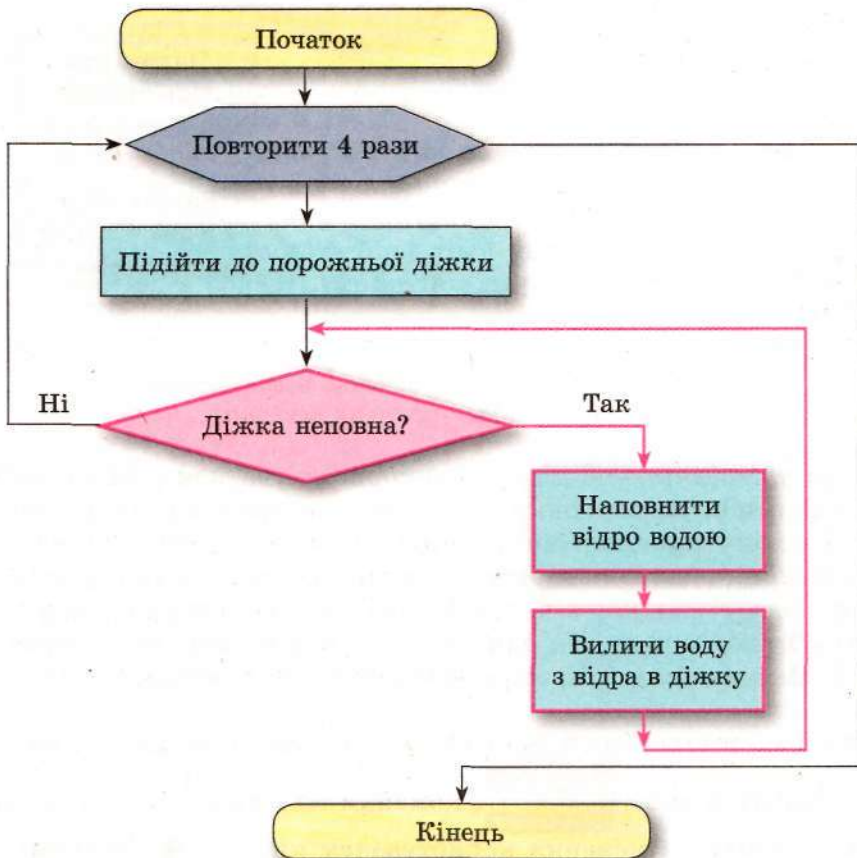 Початок
Повторити 4 рази
Підійти до порожньої діжки
Ні
Діжка неповна?
Так
Наповнити
відро водою
Вилити воду
з відра в діжку
Кінець